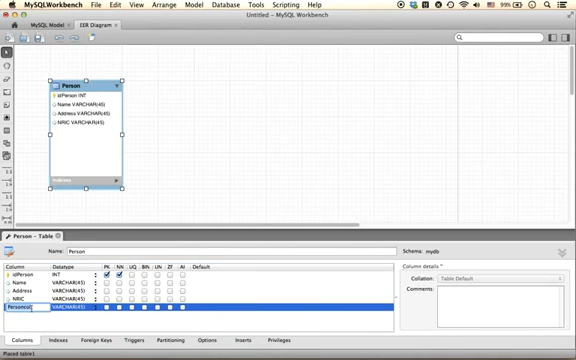 MySQLWorkbench File Edit View Arrange Model Database Tools Scripting Help 99%
Untitled - MySQL Workbench
MySQL Model EER Diagram
Person
idPerson INT
Name VARCHAR(45)
Address VARCHAR(45)
NRIC VARCHAR(45)
Indexes
Person - Table
Name: Person Schema: mydb
Column Datatype PK NN UQ BIN UN ZF AI Default
idPerson INT
Name VARCHAR(45)
Address VARCHAR(45)
NRIC VARCHAR(45)
Personcol VARCHAR(45)
Column details "
Collation: Table Default
Comments:
Columns Indexes Foreign Keys Triggers Partitioning Options Inserts Privileges
Placed table1